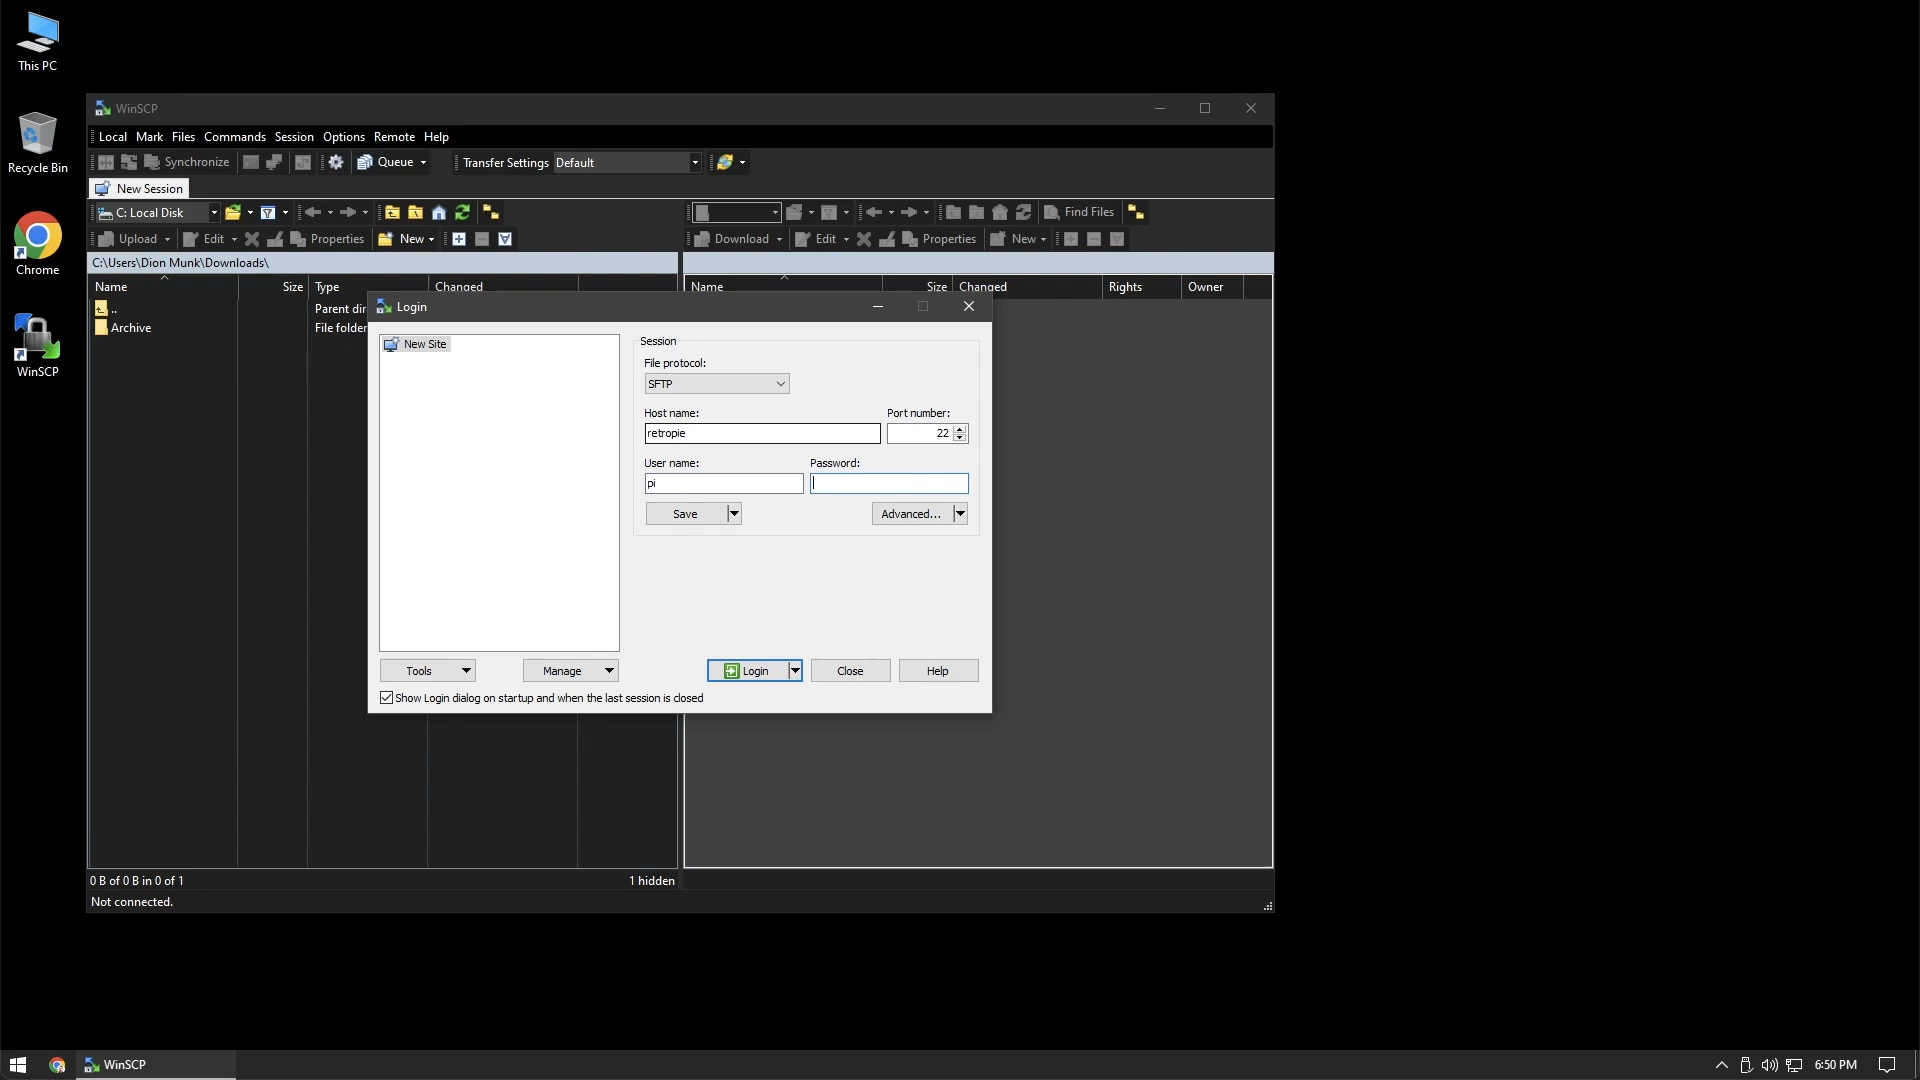 This PC
Recycle Bin
Chrome
WinSCP
WinSCP
Local Mark Files Commands Session Options Remote Help
Synchronize Queue Transfer Settings Default
New Session
C: Local Disk Find Files
Upload Edit Properties New Download Edit Properties New
C:\Users\Dion Munk\Downloads\
Name Size Type Changed Name Size Changed Rights Owner
.. Parent dir
Archive File folder
Login
New Site
Session
File protocol:
SFTP
Host name: Port number:
retropie 22
User name: Password:
pi
Save Advanced...
Tools Manage Login Close Help
Show Login dialog on startup and when the last session is closed
0 B of 0 B in 0 of 1 1 hidden
Not connected.
WinSCP 6:50 PM